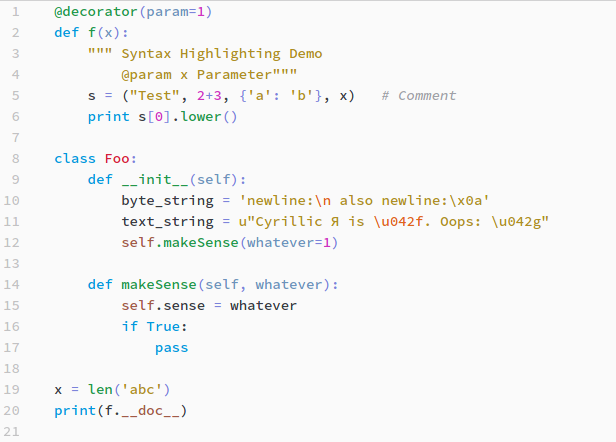 1 @decorator(param=1)
2 def f(x):
3     """ Syntax Highlighting Demo
4         @param x Parameter"""
5     s = ("Test", 2+3, {'a': 'b'}, x)   # Comment
6     print s[0].lower()
7
8 class Foo:
9     def __init__(self):
10         byte_string = 'newline:\n also newline:\x0a'
11         text_string = u"Cyrillic Я is \u042f. Oops: \u042g"
12         self.makeSense(whatever=1)
13
14     def makeSense(self, whatever):
15         self.sense = whatever
16         if True:
17             pass
18
19 x = len('abc')
20 print(f.__doc__)
21